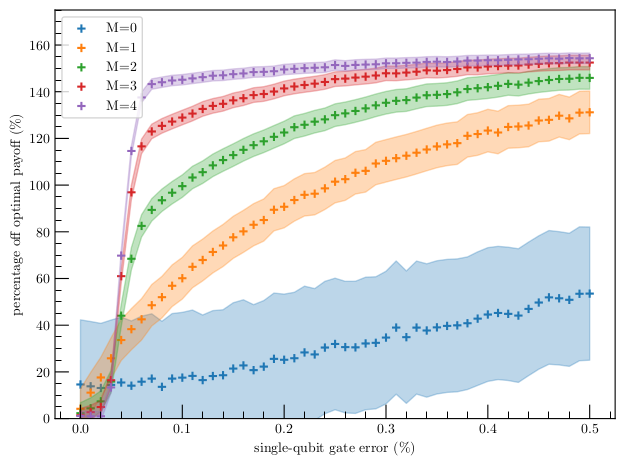 M=0
M=1
M=2
M=3
M=4
percentage off optimal payoff (%)
160
140
120
100
80
60
40
20
0
0.0 0.1 0.2 0.3 0.4 0.5
single-qubit gate error (%)